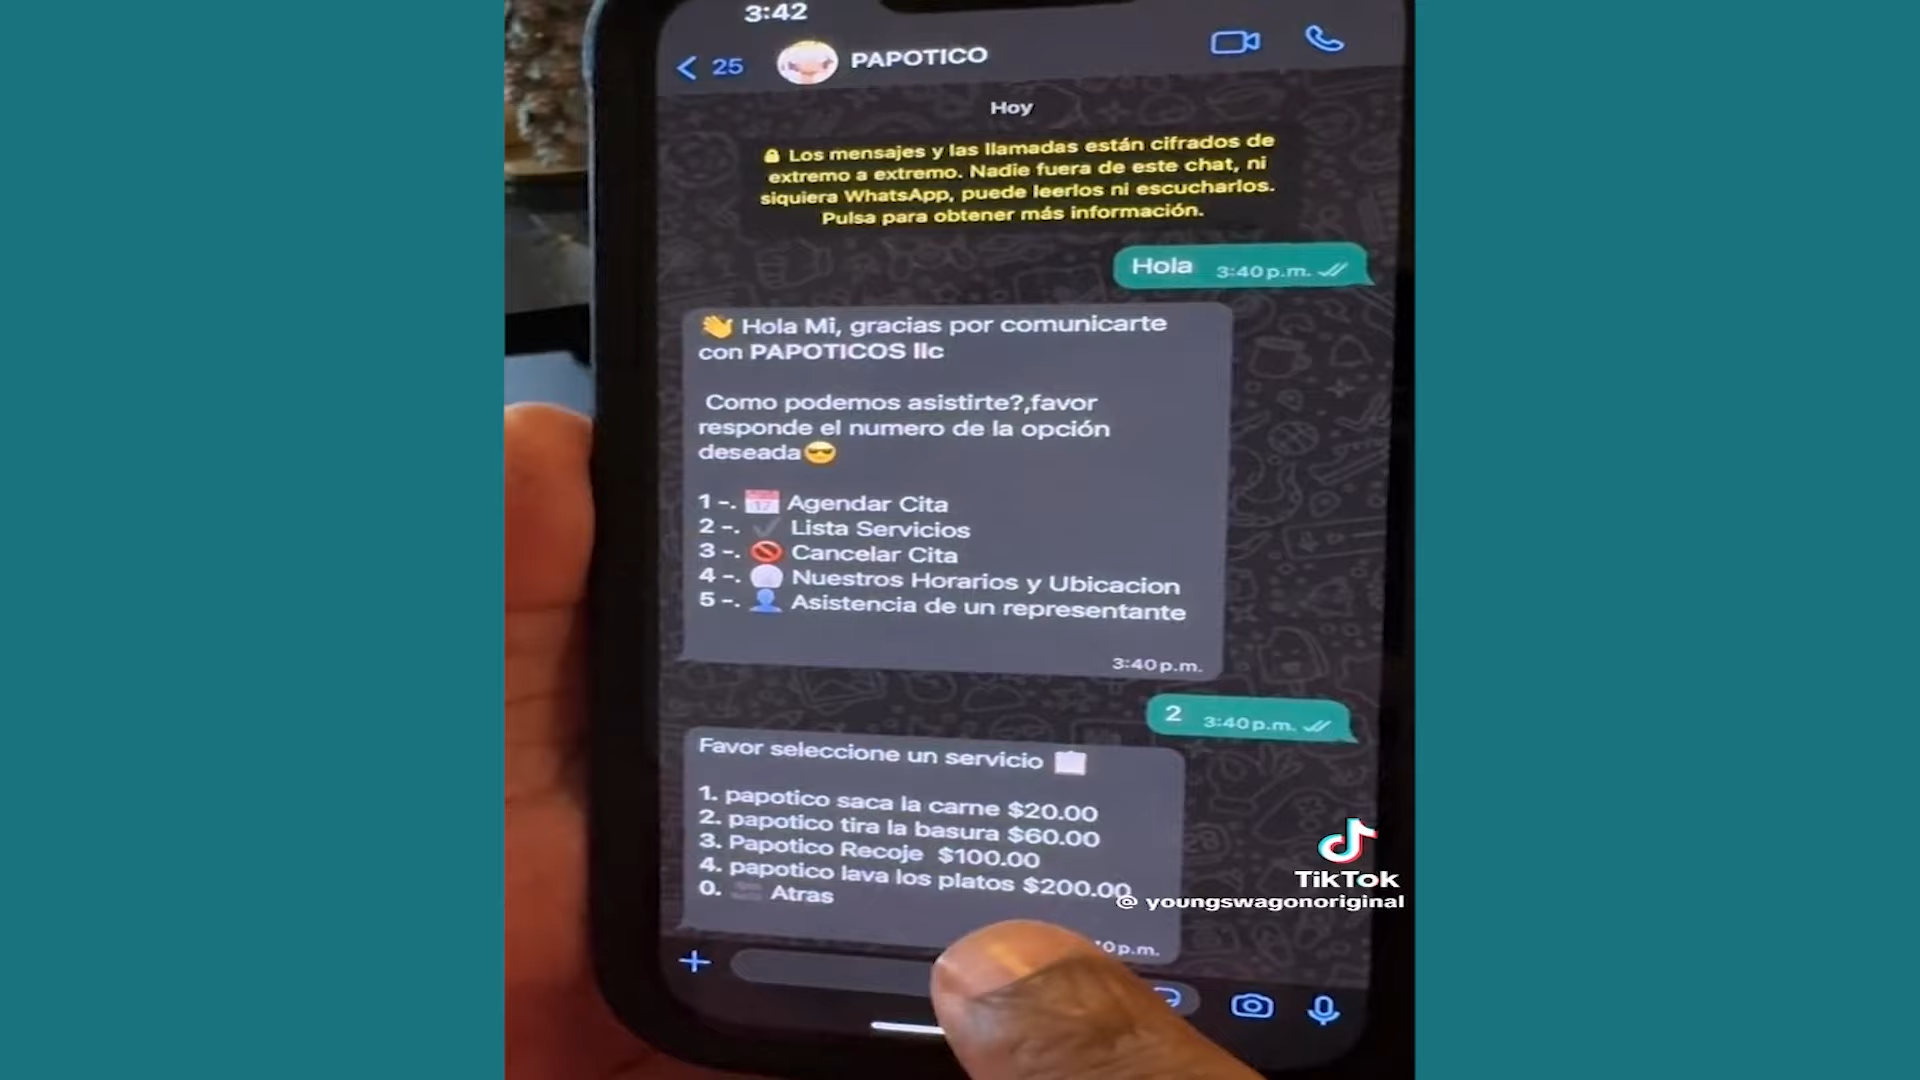 3:42
25
PAPOTICO
Hoy
Los mensajes y las llamadas están cifrados de
extremo a extremo. Nadie fuera de este chat, ni
siquiera WhatsApp, puede leerlos ni escucharlos.
Pulsa para obtener más información.
Hola 3:40 p.m.
👋 Hola Mi, gracias por comunicarte
con PAPOTICOS llc
Como podemos asistirte?,favor
responde el numero de la opción
deseada😎
1 -. 📅 Agendar Cita
2 -. ✔ Lista Servicios
3 -. 🚫 Cancelar Cita
4 -. Nuestros Horarios y Ubicacion
5 -. 👤 Asistencia de un representante
3:40 p.m.
2 3:40 p.m.
Favor seleccione un servicio
1. papotico saca la carne $20.00
2. papotico tira la basura $60.00
3. Papotico Recoje $100.00
4. papotico lava los platos $200.00
0. Atras
p.m.
TikTok
@ youngswagonoriginal